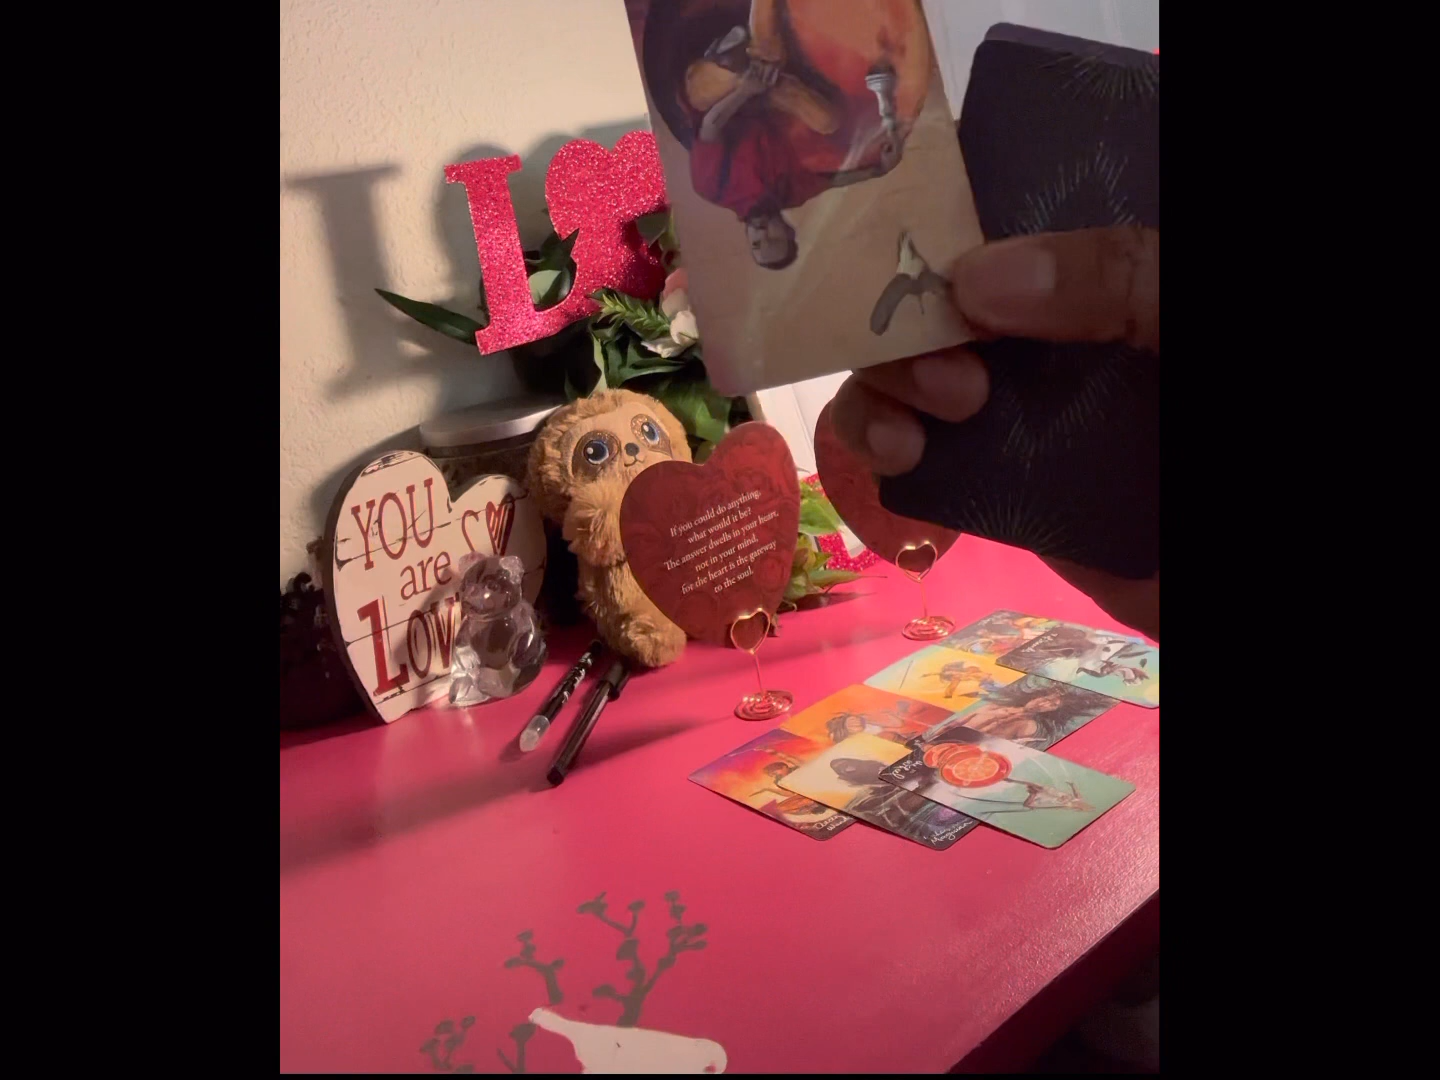 YOU
are
LOV
If you could do anything,
what would it be?
The answer dwells in your heart,
not in your mind,
for the heart is the gateway
to the soul.